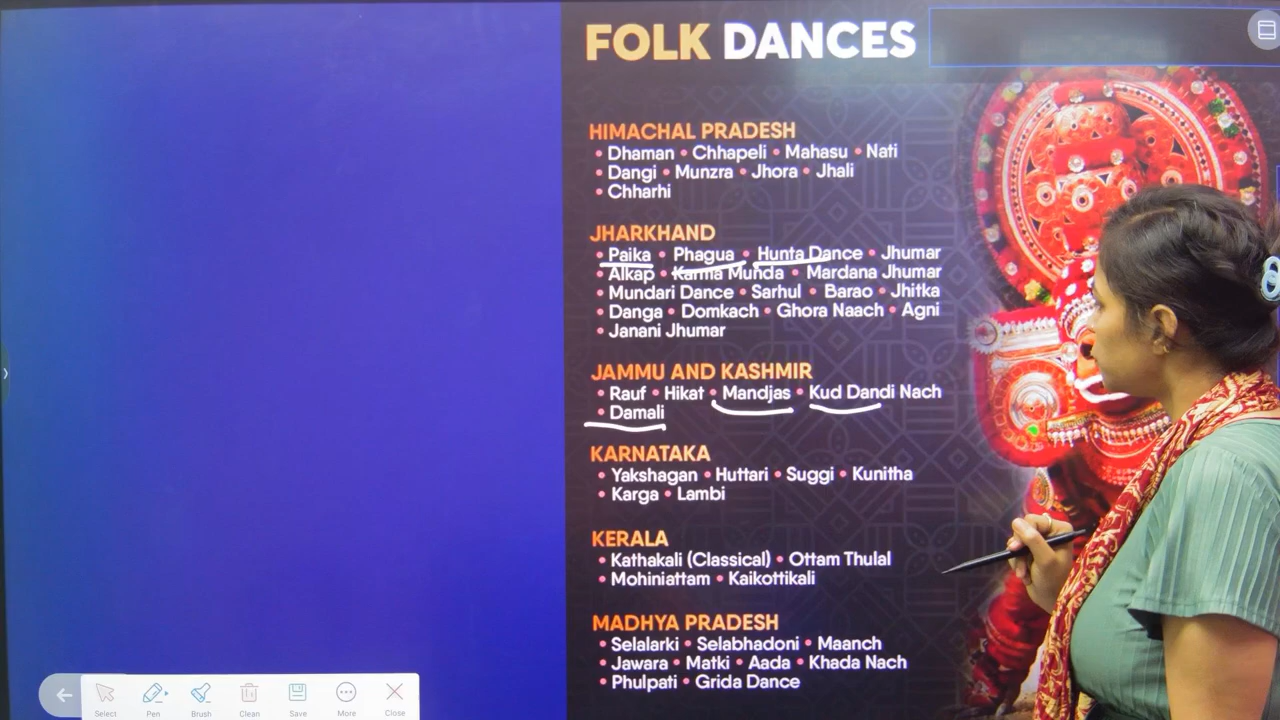 FOLK DANCES
HIMACHAL PRADESH
• Dhaman • Chhapeli • Mahasu • Nati
• Dangi • Munzra • Jhora • Jhali
• Chharhi
JHARKHAND
• Paika • Phagua • Hunta Dance • Jhumar
• Alkap • Karma Munda • Mardana Jhumar
• Mundari Dance • Sarhul • Barao • Jhitka
• Danga • Domkach • Ghora Naach • Agni
• Janani Jhumar
JAMMU AND KASHMIR
• Rauf • Hikat • Mandjas • Kud Dandi Nach
• Damali
KARNATAKA
• Yakshagan • Huttari • Suggi • Kunitha
• Karga • Lambi
KERALA
• Kathakali (Classical) • Ottam Thulal
• Mohiniattam • Kaikottikali
MADHYA PRADESH
• Selalarki • Selabhadoni • Maanch
• Jawara • Matki • Aada • Khada Nach
• Phulpati • Grida Dance
Select Pen Brush Clean Save More Close